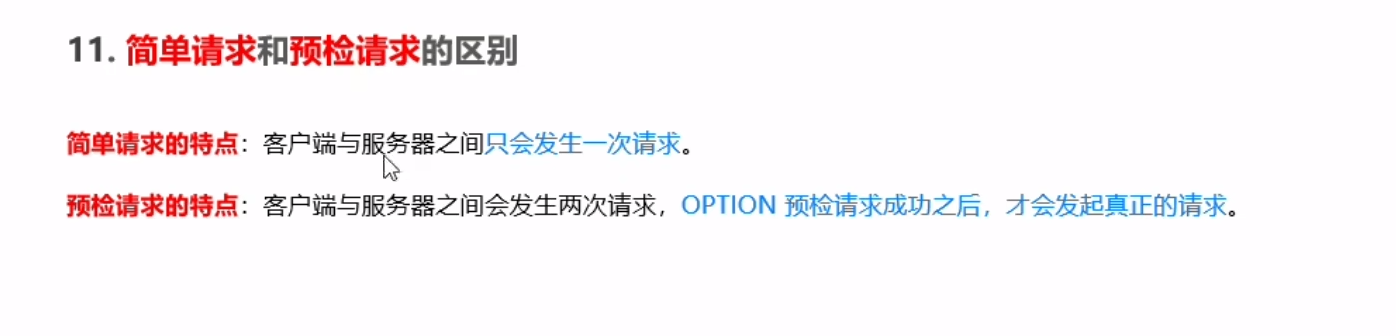 11. 简单请求和预检请求的区别
简单请求的特点：客户端与服务器之间只会发生一次请求。
预检请求的特点：客户端与服务器之间会发生两次请求，OPTION 预检请求成功之后，才会发起真正的请求。